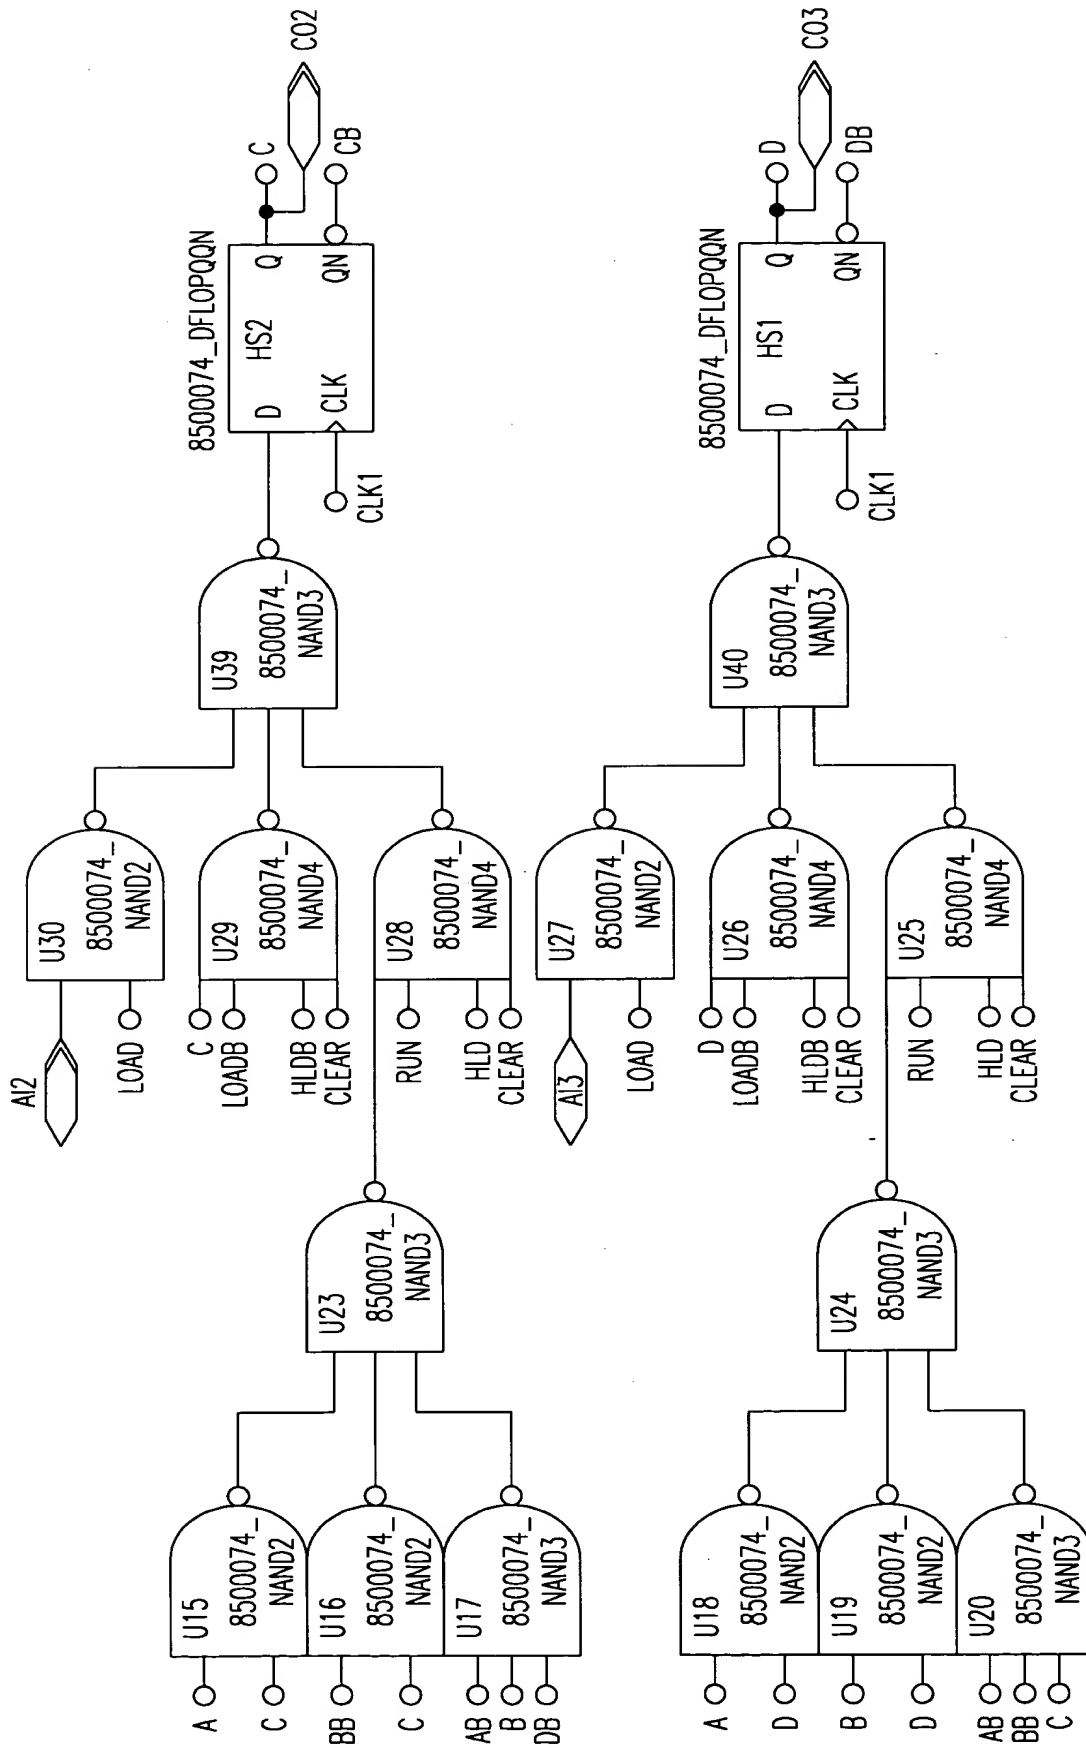 A
C
BB
C
AB
B
DB
U15
8500074_
NAND2
U16
8500074_
NAND2
U17
8500074_
NAND3
U23
8500074_
NAND3
AI2
LOAD
C
LOADB
HLDB
CLEAR
RUN
HLD
CLEAR
U30
8500074_
NAND2
U29
8500074_
NAND4
U28
8500074_
NAND4
U39
8500074_
NAND3
CLK1
8500074_DFLOPQQN
D
HS2
Q
CLK
QN
C
CB
CO2
A
D
B
D
AB
BB
C
U18
8500074_
NAND2
U19
8500074_
NAND2
U20
8500074_
NAND3
U24
8500074_
NAND3
AI3
LOAD
D
LOADB
HLDB
CLEAR
RUN
HLD
CLEAR
U27
8500074_
NAND2
U26
8500074_
NAND4
U25
8500074_
NAND4
U40
8500074_
NAND3
CLK1
8500074_DFLOPQQN
D
HS1
Q
CLK
QN
D
DB
CO3